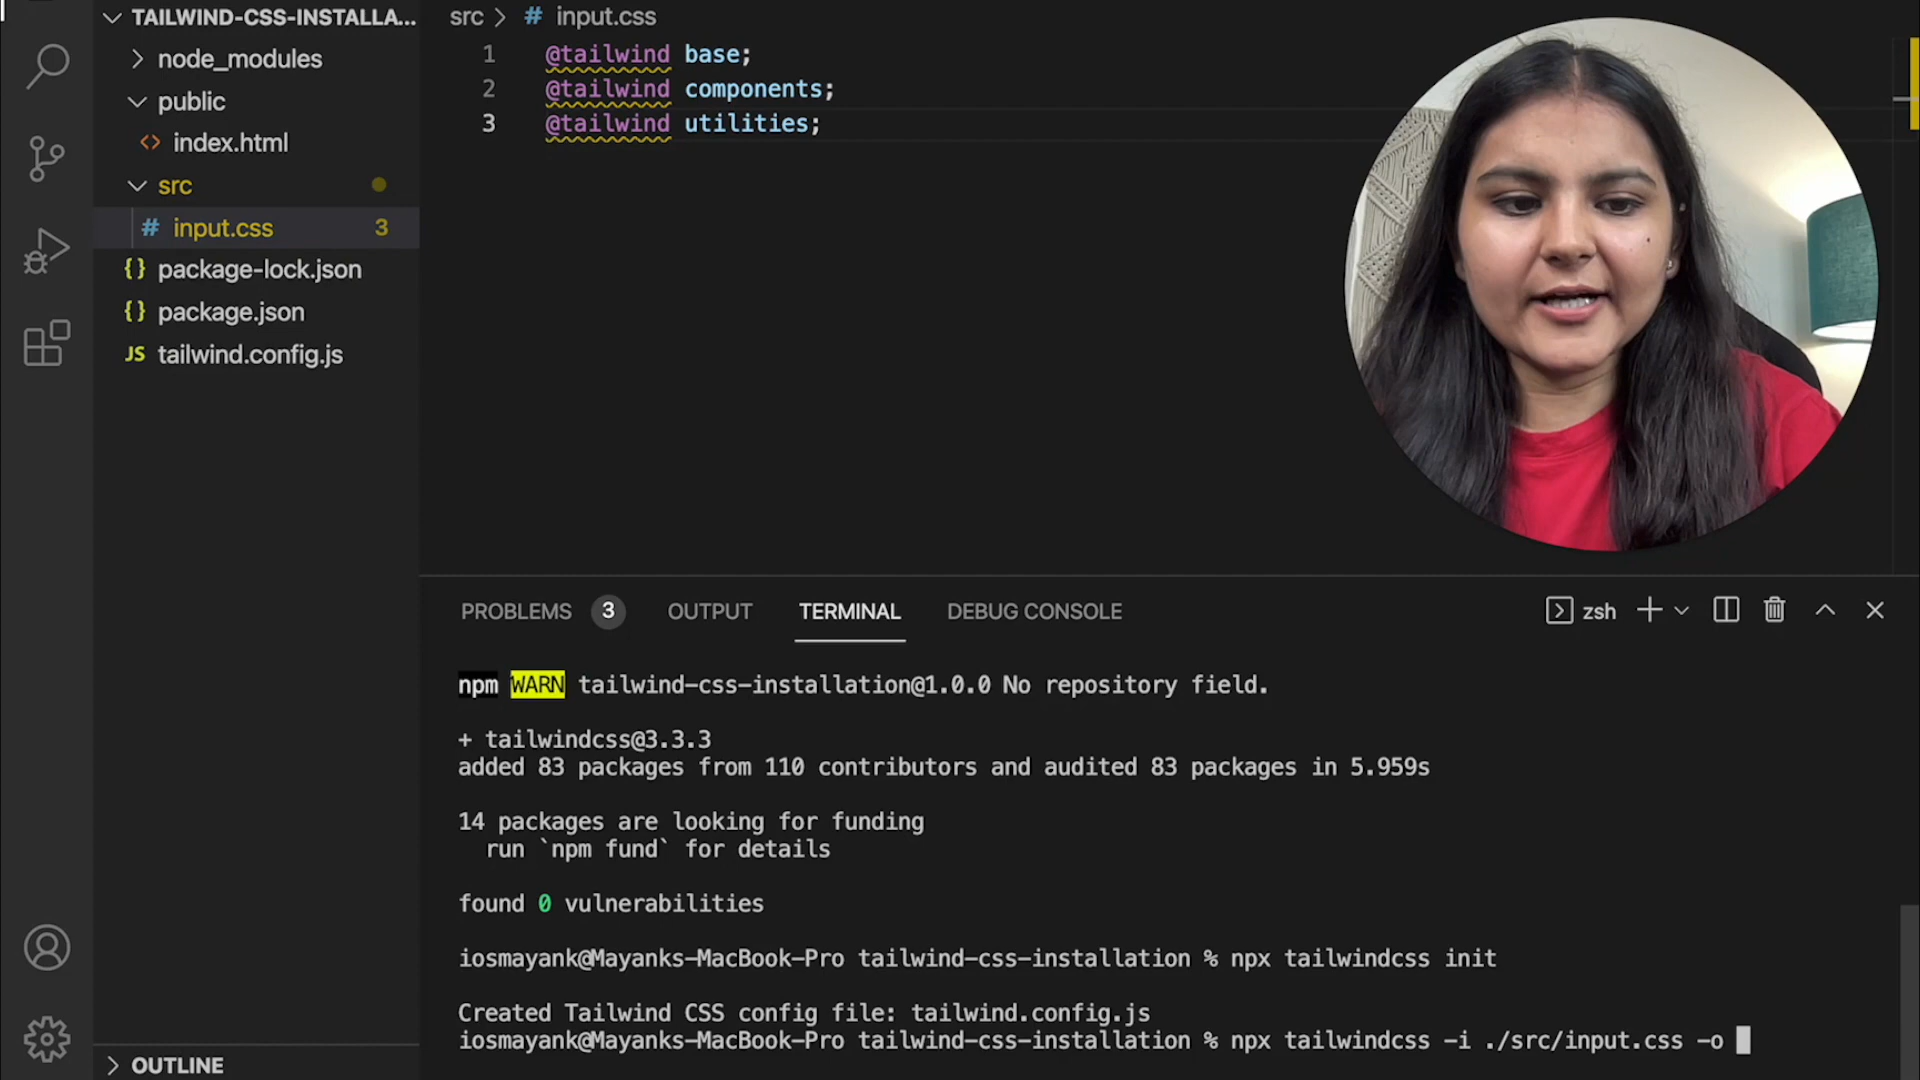 TAILWIND-CSS-INSTALLA...
node_modules
public
<> index.html
src
# input.css 3
{} package-lock.json
{} package.json
JS tailwind.config.js
OUTLINE
src > # input.css
1 @tailwind base;
2 @tailwind components;
3 @tailwind utilities;
PROBLEMS 3 OUTPUT TERMINAL DEBUG CONSOLE zsh
npm WARN tailwind-css-installation@1.0.0 No repository field.
+ tailwindcss@3.3.3
added 83 packages from 110 contributors and audited 83 packages in 5.959s
14 packages are looking for funding
run `npm fund` for details
found 0 vulnerabilities
iosmayank@Mayanks-MacBook-Pro tailwind-css-installation % npx tailwindcss init
Created Tailwind CSS config file: tailwind.config.js
iosmayank@Mayanks-MacBook-Pro tailwind-css-installation % npx tailwindcss -i ./src/input.css -o